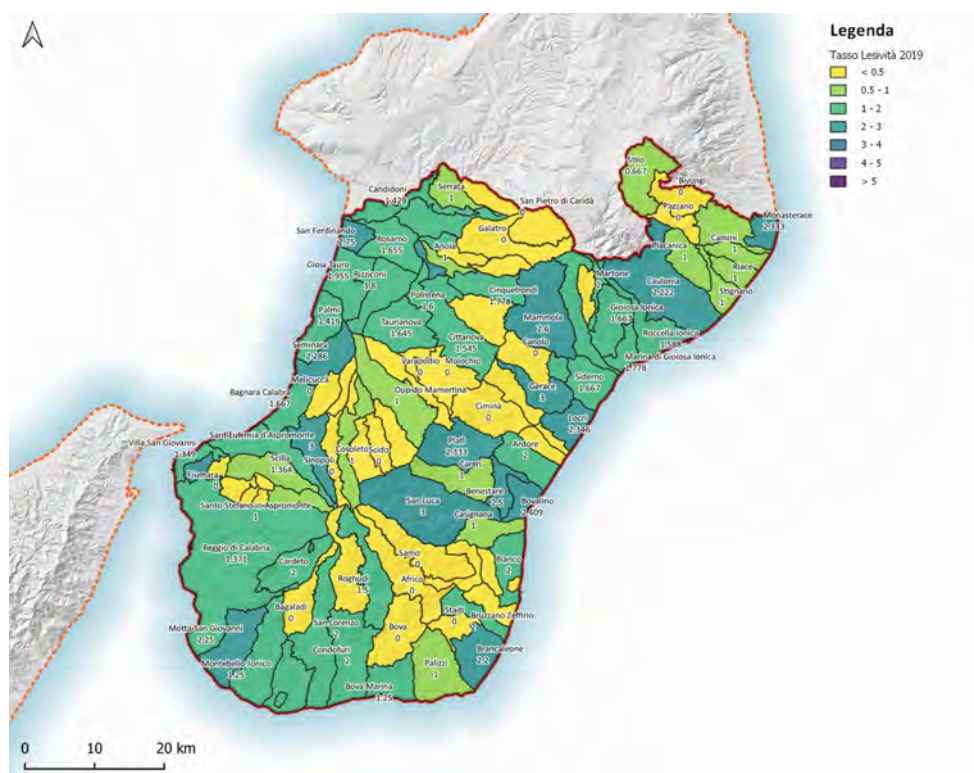 Legenda
Tasso Lesività 2019
< 0.5
0.5 - 1
1 - 2
2 - 3
3 - 4
4 - 5
> 5
Stilo
0.667
Bivongi
0
Pazzano
0
Monasterace
2.333
Camini
1
Placanica
1
Riace
1
Stignano
1
Caulonia
2.222
Candidoni
1.429
Serrata
1
San Pietro di Caridà
0
Galatro
0
San Ferdinando
Rosarno
1.655
Anoia
1
Gioia Tauro
1.955
Rizziconi
1.8
Polistena
1.6
Cinquefrondi
1.778
Martone
2
Gioiosa Ionica
1.667
Mammola
2.6
Roccella Ionica
1.588
Marina di Gioiosa Ionica
1.778
Palmi
1.419
Taurianova
1.645
Cittanova
1.545
Canolo
0
Seminara
2.286
Varapodio
0
Molochio
0
Siderno
1.667
Gerace
3
Melicuccà
0
Bagnara Calabra
1.667
Oppido Mamertina
1
Ciminà
0
Locri
2.346
Sant'Eufemia d'Aspromonte
3
Villa San Giovanni
1.349
Sinopoli
0
Cosoleto
1
Scido
0
Platì
2.333
Ardore
2
Scilla
1.364
Fiumara
0
Careri
1
Benestare
2.5
Bovalino
2.409
San Luca
3
Santo Stefano in Aspromonte
1
Casignana
1
Reggio di Calabria
1.371
Cardeto
2
Samo
0
Bianco
2
Roghudi
1.5
Africo
0
Bagaladi
0
San Lorenzo
2
Staiti
0
Bruzzano Zeffirio
Bova
0
Motta San Giovanni
2.25
Condofuri
2
Brancaleone
2.2
Montebello Ionico
Palizzi
1
Bova Marina
1.25
0 10 20 km